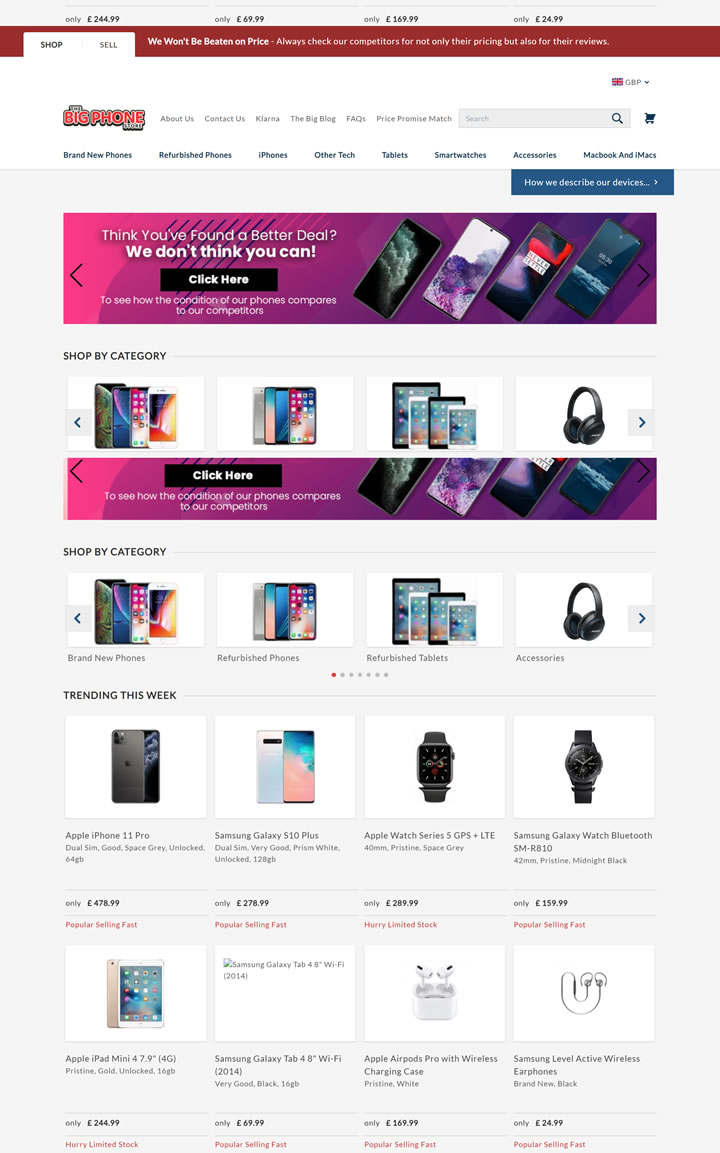 only £ 244.99 only £ 69.99 only £ 169.99 only £ 24.99
SHOP SELL We Won't Be Beaten on Price - Always check our competitors for not only their pricing but also for their reviews.
GBP
THE
BIG PHONE
STORE
About Us Contact Us Klarna The Big Blog FAQs Price Promise Match Search
Brand New Phones Refurbished Phones iPhones Other Tech Tablets Smartwatches Accessories Macbook And iMacs
How we describe our devices...
Think You've Found a Better Deal?
We don't think you can!
Click Here
To see how the condition of our phones compares
to our competitors
SHOP BY CATEGORY
Click Here
To see how the condition of our phones compares
to our competitors
SHOP BY CATEGORY
Brand New Phones Refurbished Phones Refurbished Tablets Accessories
TRENDING THIS WEEK
Apple iPhone 11 Pro
Dual Sim, Good, Space Grey, Unlocked,
64gb
Samsung Galaxy S10 Plus
Dual Sim, Very Good, Prism White,
Unlocked, 128gb
Apple Watch Series 5 GPS + LTE
40mm, Pristine, Space Grey
Samsung Galaxy Watch Bluetooth
SM-R810
42mm, Pristine, Midnight Black
only £ 478.99 only £ 278.99 only £ 289.99 only £ 159.99
Popular Selling Fast Popular Selling Fast Hurry Limited Stock Popular Selling Fast
Samsung Galaxy Tab 4 8" Wi-Fi
(2014)
Apple iPad Mini 4 7.9" (4G)
Pristine, Gold, Unlocked, 16gb
Samsung Galaxy Tab 4 8" Wi-Fi
(2014)
Very Good, Black, 16gb
Apple Airpods Pro with Wireless
Charging Case
Pristine, White
Samsung Level Active Wireless
Earphones
Brand New, Black
only £ 244.99 only £ 69.99 only £ 169.99 only £ 24.99
Hurry Limited Stock Popular Selling Fast Popular Selling Fast Popular Selling Fast